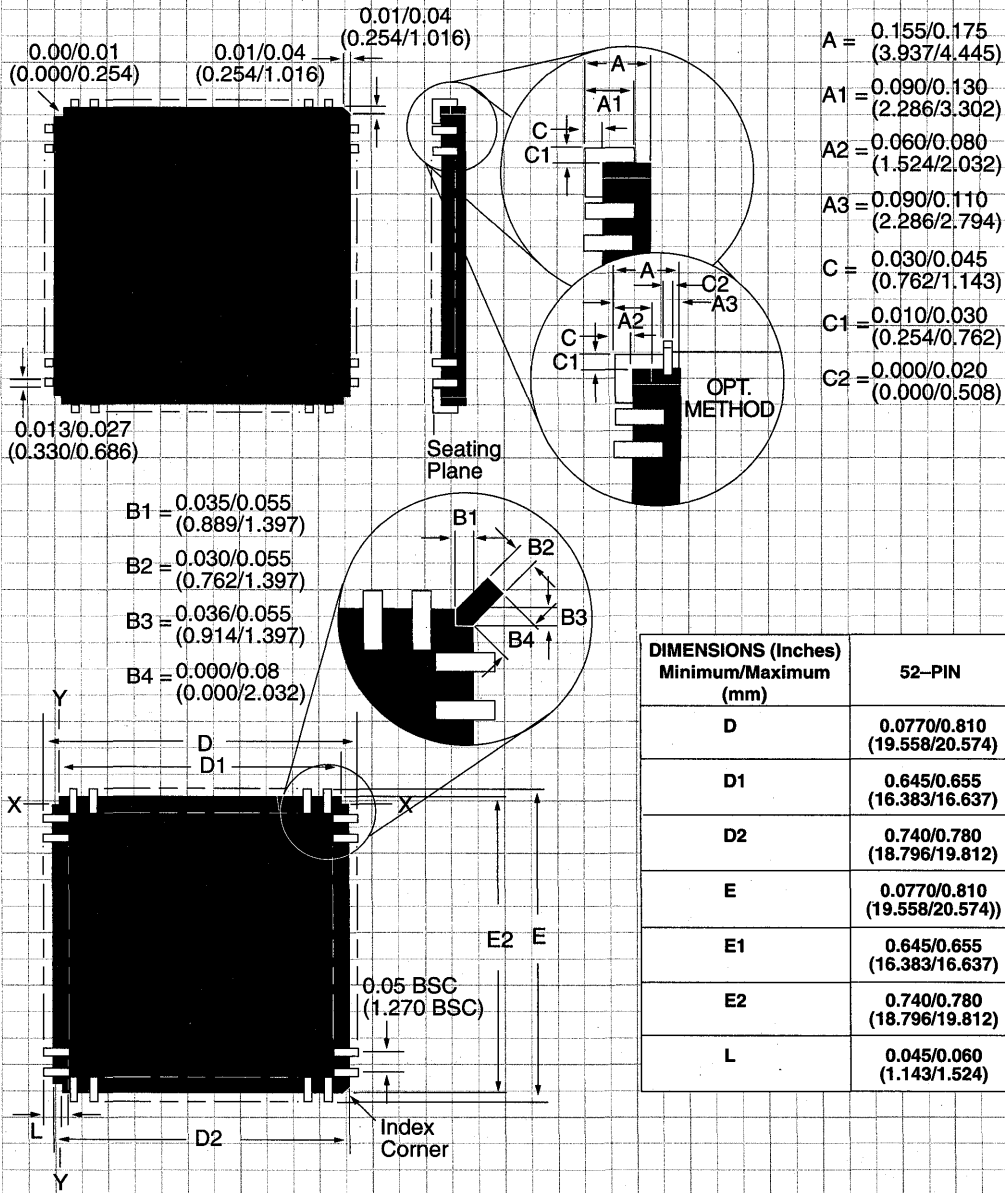 0.01/0.04
(0.254/1.016)
0.00/0.01
(0.000/0.254)
0.01/0.04
(0.254/1.016)
A = 0.155/0.175
(3.937/4.445)
A1 = 0.090/0.130
(2.286/3.302)
A2 = 0.060/0.080
(1.524/2.032)
A3 = 0.090/0.110
(2.286/2.794)
C = 0.030/0.045
(0.762/1.143)
C1 = 0.010/0.030
(0.254/0.762)
C2 = 0.000/0.020
(0.000/0.508)
A
A1
C
C1
A
C2
A3
A2
C
C1
OPT.
METHOD
0.013/0.027
(0.330/0.686)
Seating
Plane
B1 = 0.035/0.055
(0.889/1.397)
B2 = 0.030/0.055
(0.762/1.397)
B3 = 0.036/0.055
(0.914/1.397)
B4 = 0.000/0.08
(0.000/2.032)
B1
B2
B3
B4
Y
D
D1
X
X
E2
E
0.05 BSC
(1.270 BSC)
L
D2
Index
Corner
Y
DIMENSIONS (Inches)
Minimum/Maximum
(mm)
52–PIN
D
0.0770/0.810
(19.558/20.574)
D1
0.645/0.655
(16.383/16.637)
D2
0.740/0.780
(18.796/19.812)
E
0.0770/0.810
(19.558/20.574))
E1
0.645/0.655
(16.383/16.637)
E2
0.740/0.780
(18.796/19.812)
L
0.045/0.060
(1.143/1.524)